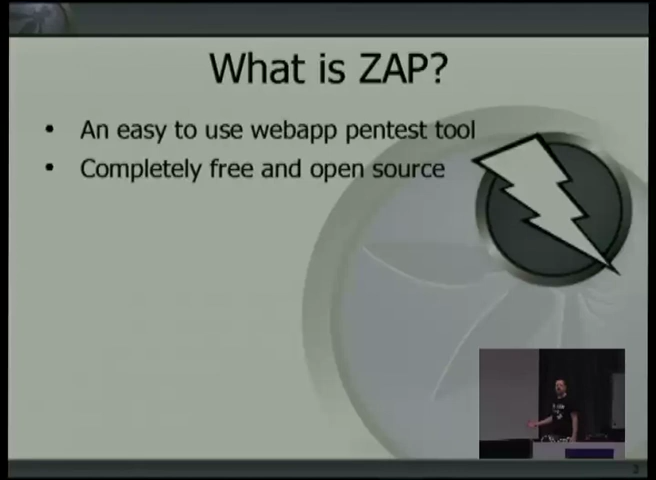 What is ZAP?
• An easy to use webapp pentest tool
• Completely free and open source